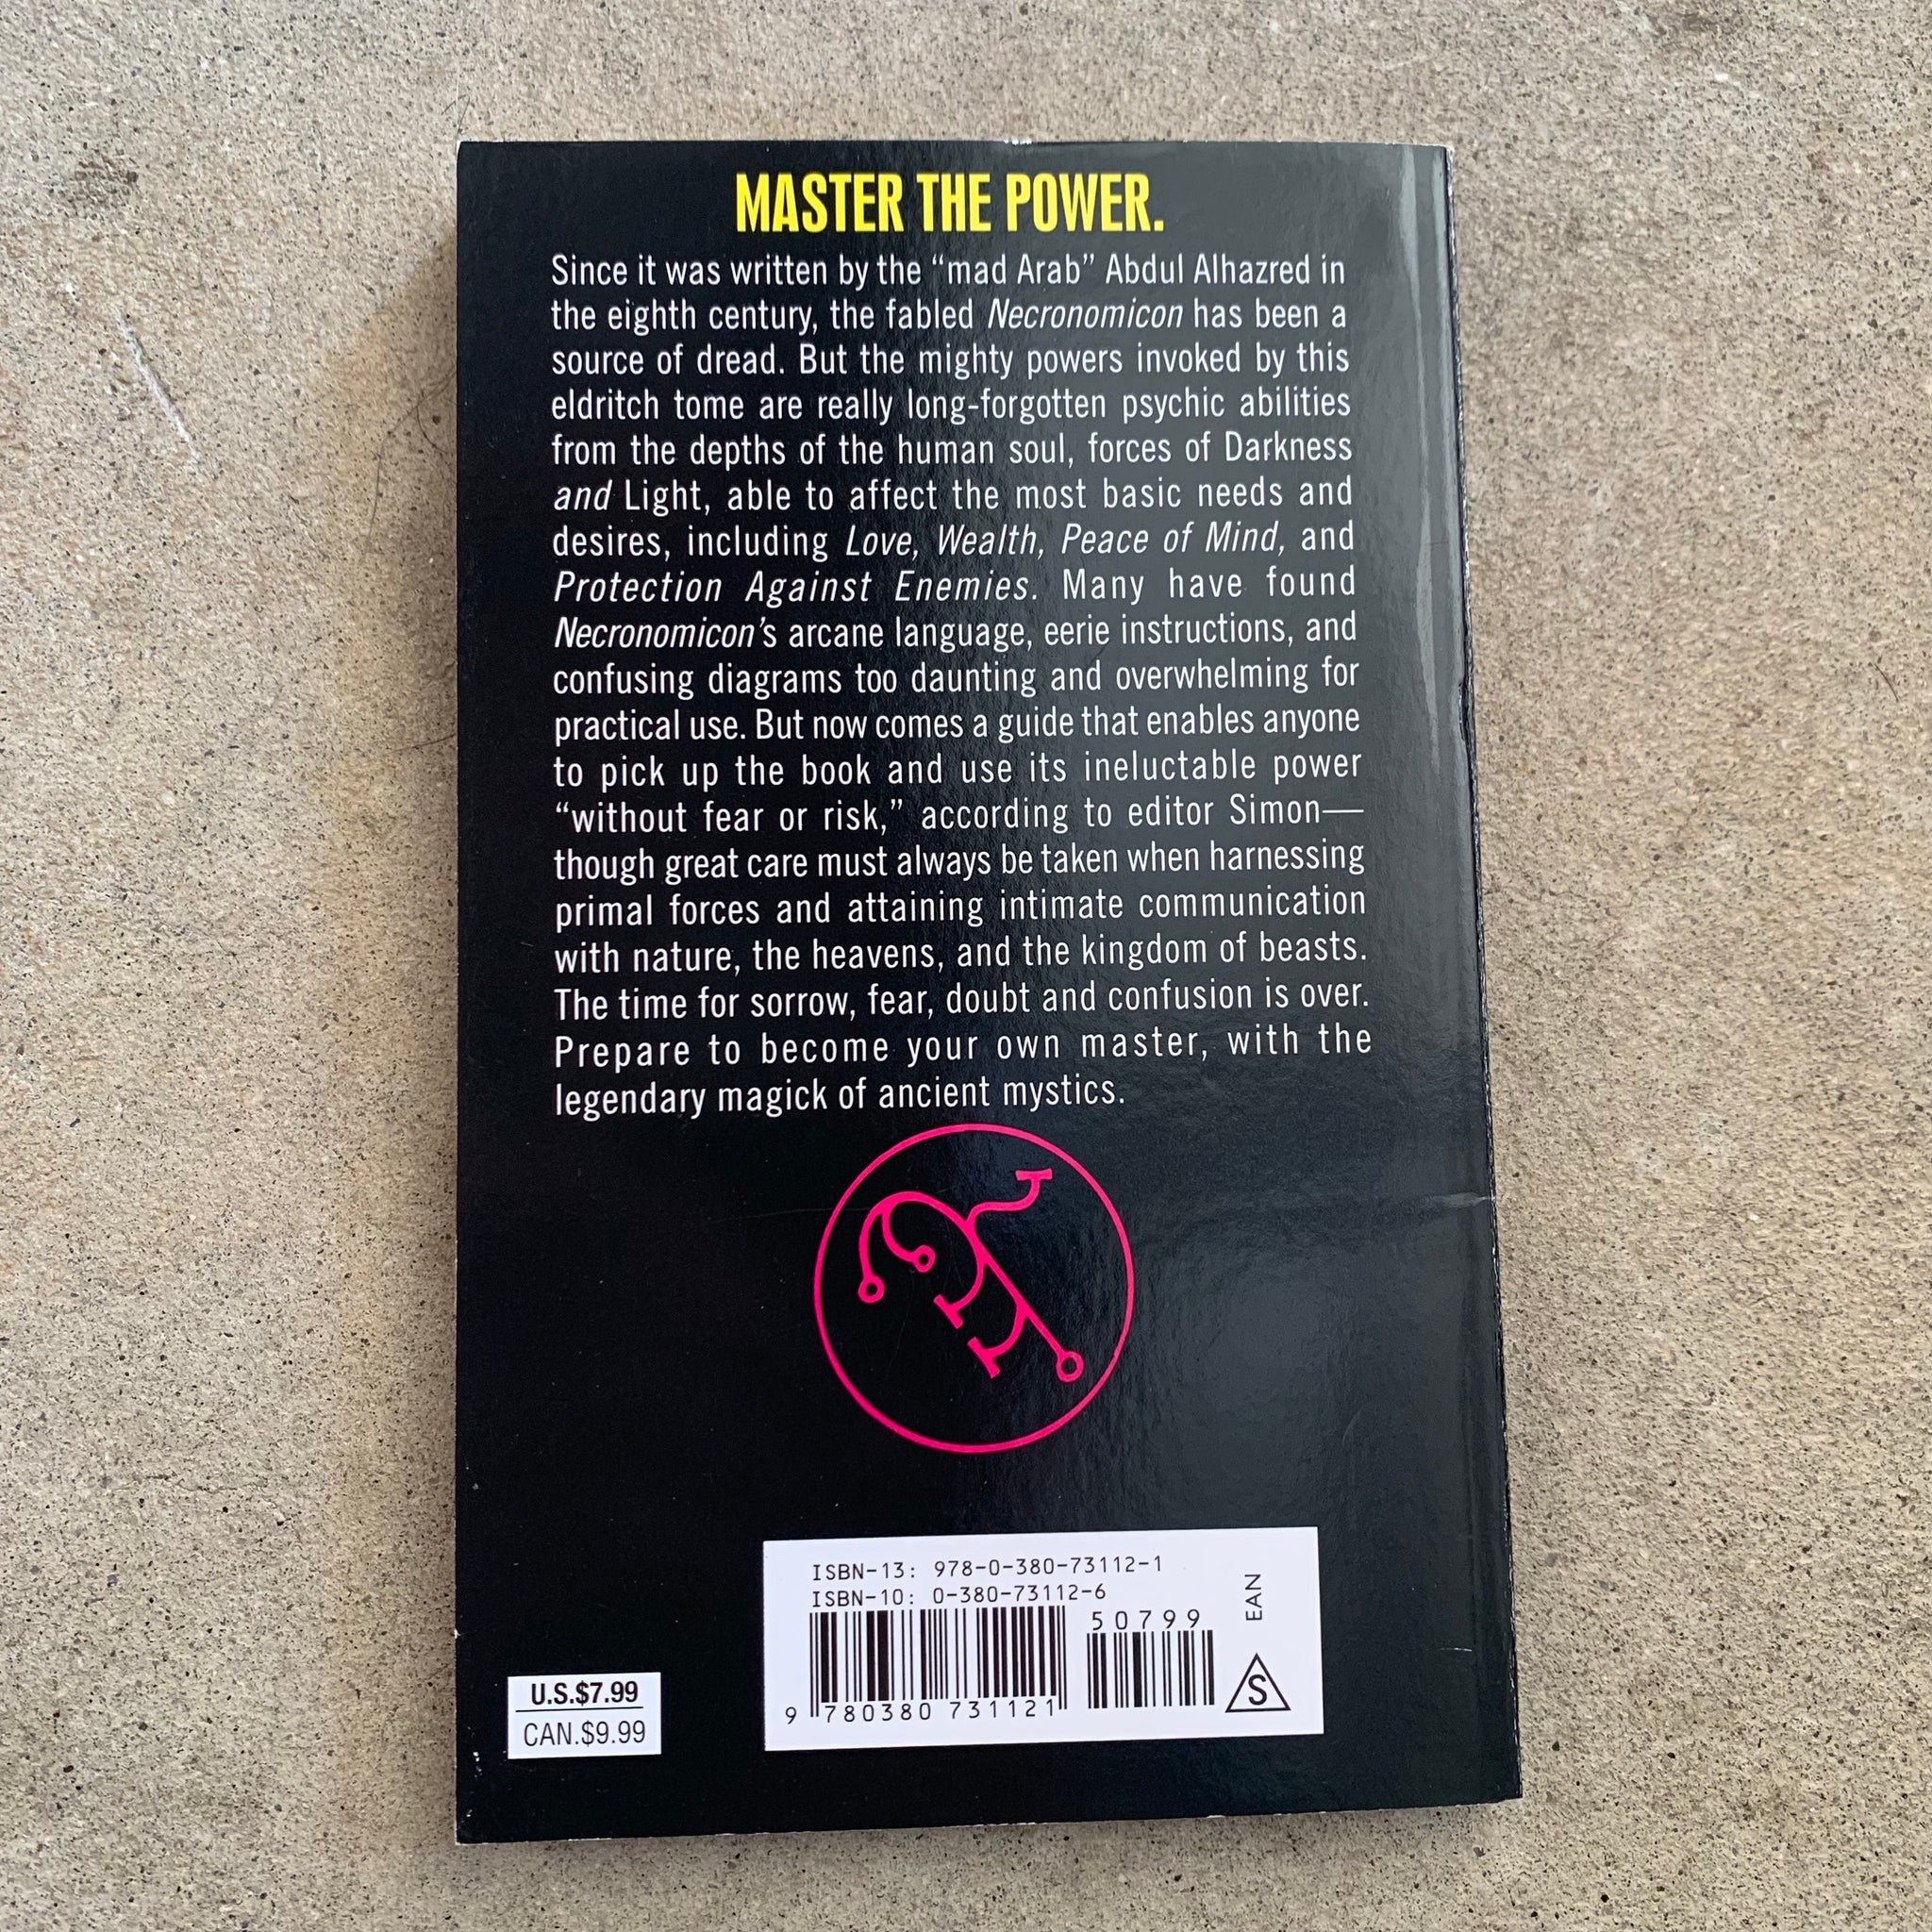 MASTER THE POWER.
Since it was written by the “mad Arab” Abdul Alhazred in
the eighth century, the fabled Necronomicon has been a
source of dread. But the mighty powers invoked by this
eldritch tome are really long-forgotten psychic abilities
from the depths of the human soul, forces of Darkness
and Light, able to affect the most basic needs and
desires, including Love, Wealth, Peace of Mind, and
Protection Against Enemies. Many have found
Necronomicon’s arcane language, eerie instructions, and
confusing diagrams too daunting and overwhelming for
practical use. But now comes a guide that enables anyone
to pick up the book and use its ineluctable power
“without fear or risk,” according to editor Simon—
though great care must always be taken when harnessing
primal forces and attaining intimate communication
with nature, the heavens, and the kingdom of beasts.
The time for sorrow, fear, doubt and confusion is over.
Prepare to become your own master, with the
legendary magick of ancient mystics.
ISBN-13: 978-0-380-73112-1
ISBN-10: 0-380-73112-6
50799
EAN
S
9 780380 731121
U.S.$7.99
CAN.$9.99